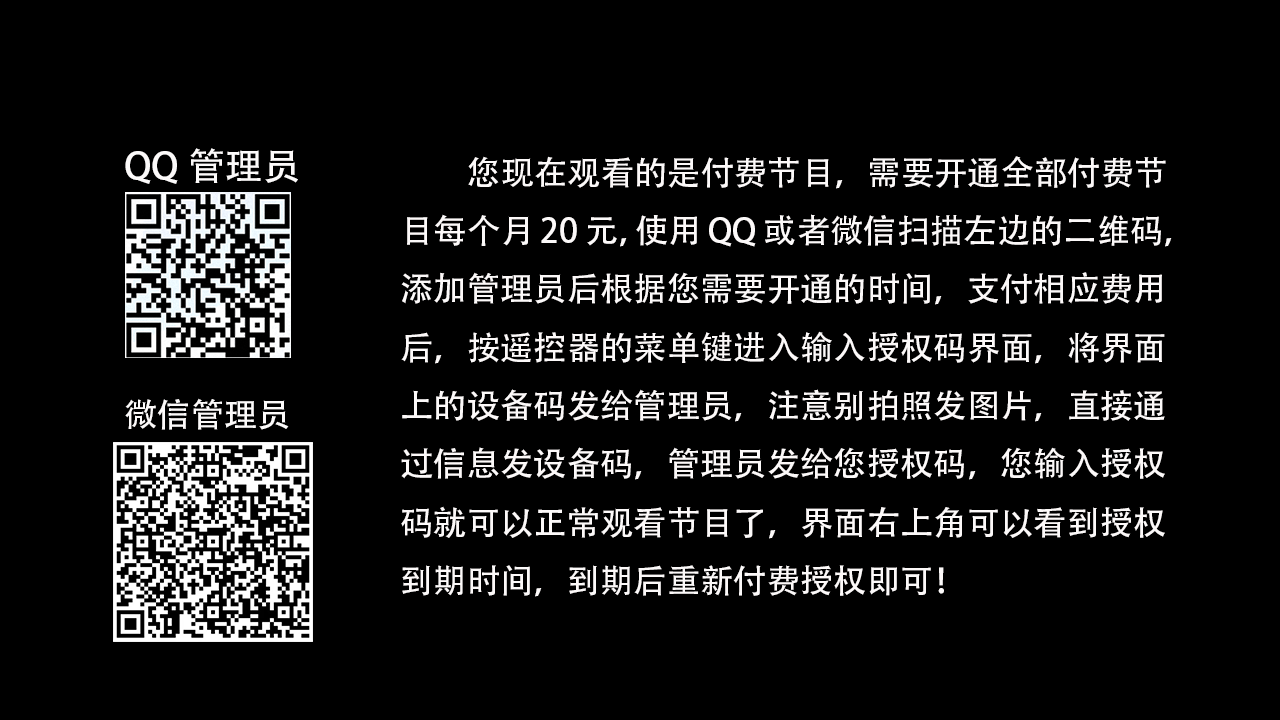 QQ 管理员
微信管理员
您现在观看的是付费节目，需要开通全部付费节
目每个月 20 元, 使用 QQ 或者微信扫描左边的二维码,
添加管理员后根据您需要开通的时间，支付相应费用
后，按遥控器的菜单键进入输入授权码界面，将界面
上的设备码发给管理员，注意别拍照发图片，直接通
过信息发设备码，管理员发给您授权码，您输入授权
码就可以正常观看节目了，界面右上角可以看到授权
到期时间，到期后重新付费授权即可！